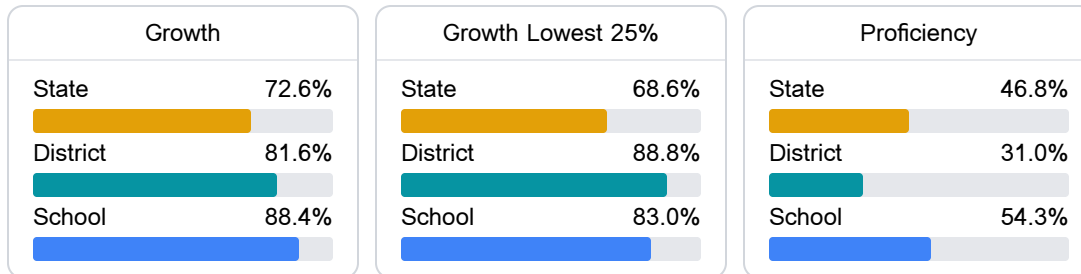 Growth
State 72.6%
District 81.6%
School 88.4%
Growth Lowest 25%
State 68.6%
District 88.8%
School 83.0%
Proficiency
State 46.8%
District 31.0%
School 54.3%